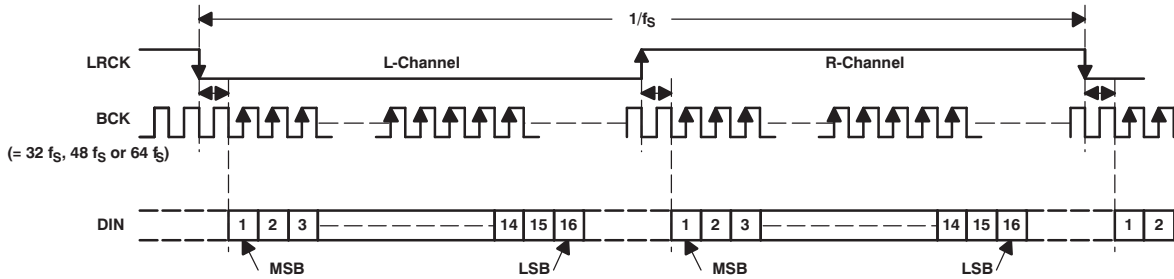 1/fS
LRCK
L-Channel
R-Channel
BCK
(= 32 fS, 48 fS or 64 fS)
DIN
1 2 3 14 15 16 1 2 3 14 15 16 1 2
MSB LSB MSB LSB